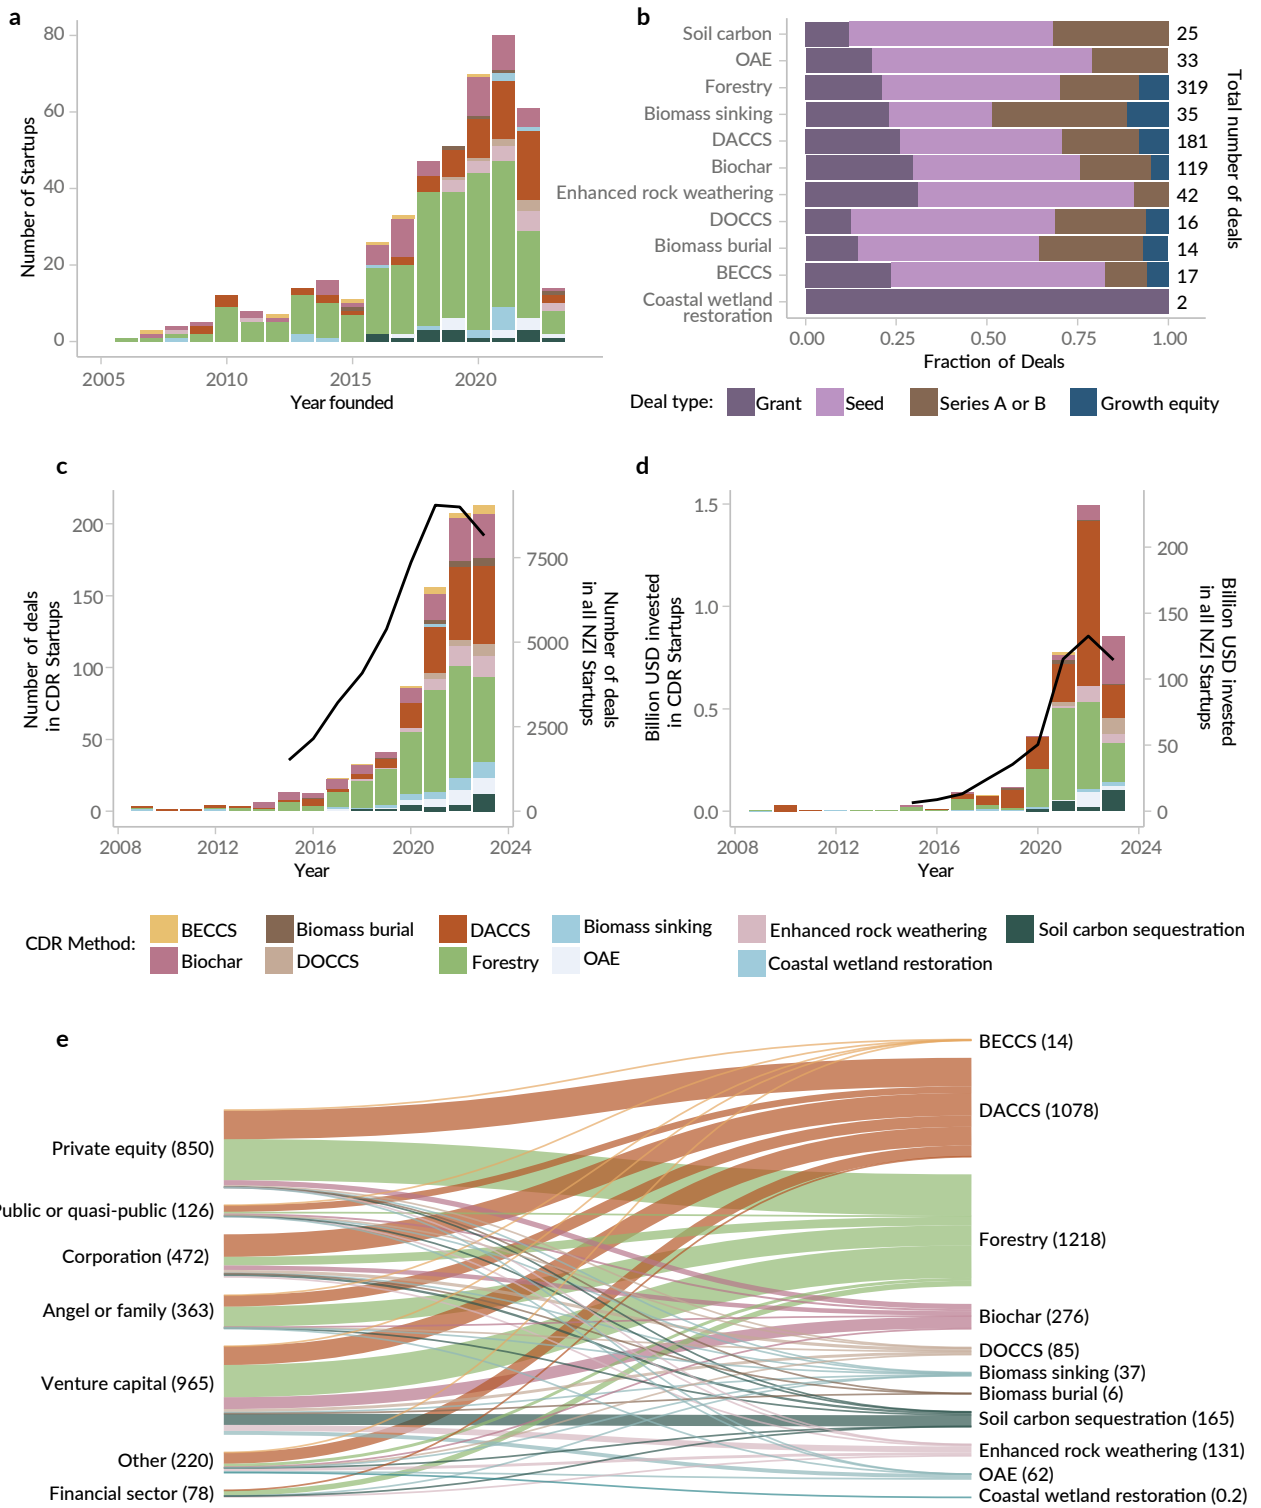 a
80
60
40
20
0
Number of Startups
2005
2010
2015
2020
Year founded
b
Soil carbon
OAE
Forestry
Biomass sinking
DACCS
Biochar
Enhanced rock weathering
DOCCS
Biomass burial
BECCS
Coastal wetland
restoration
25
33
319
35
181
119
42
16
14
17
2
Total number of deals
0.00
0.25
0.50
0.75
1.00
Fraction of Deals
Deal type:
Grant
Seed
Series A or B
Growth equity
c
200
150
100
50
0
Number of deals
in CDR Startups
7500
5000
2500
0
Number of deals
in all NZI Startups
2008
2012
2016
2020
2024
Year
d
1.5
1.0
0.5
0.0
Billion USD invested
in CDR Startups
200
150
100
50
0
Billion USD invested
in all NZI Startups
2008
2012
2016
2020
2024
Year
CDR Method:
BECCS
Biomass burial
DACCS
Biomass sinking
Enhanced rock weathering
Soil carbon sequestration
Biochar
DOCCS
Forestry
OAE
Coastal wetland restoration
e
Private equity (850)
Public or quasi-public (126)
Corporation (472)
Angel or family (363)
Venture capital (965)
Other (220)
Financial sector (78)
BECCS (14)
DACCS (1078)
Forestry (1218)
Biochar (276)
DOCCS (85)
Biomass sinking (37)
Biomass burial (6)
Soil carbon sequestration (165)
Enhanced rock weathering (131)
OAE (62)
Coastal wetland restoration (0.2)